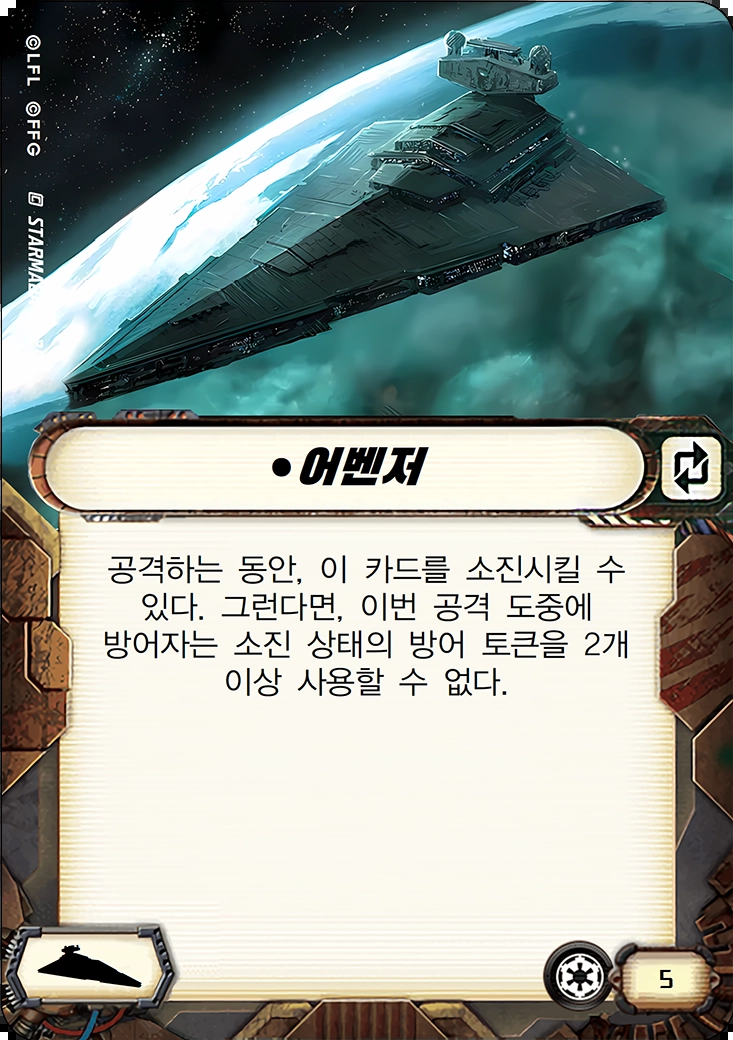 ©LFL ©FFG
• 어벤저
공격하는 동안, 이 카드를 소진시킬 수
있다. 그런다면, 이번 공격 도중에
방어자는 소진 상태의 방어 토큰을 2개
이상 사용할 수 없다.
5